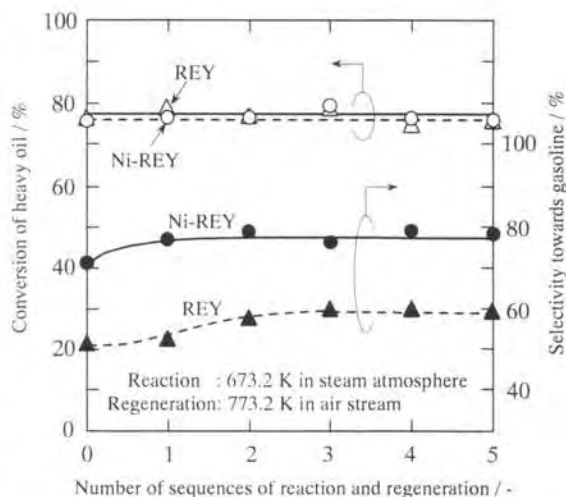 Conversion of heavy oil / %
100
80
60
40
20
0
REY
Ni-REY
Ni-REY
REY
Reaction : 673.2 K in steam atmosphere
Regeneration: 773.2 K in air stream
100
80
60
40
Selectivity towards gasoline / %
0 1 2 3 4 5
Number of sequences of reaction and regeneration / -